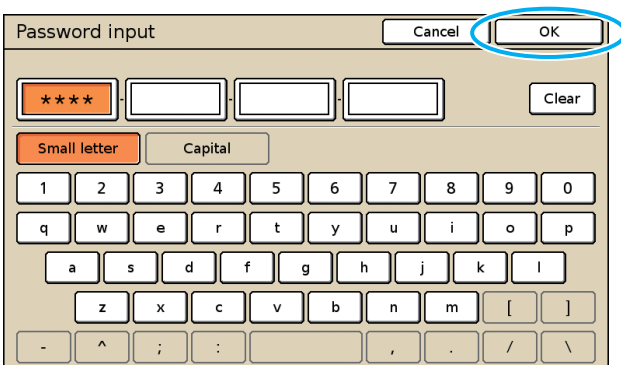 Password input Cancel OK
**** - - - Clear
Small letter Capital
1 2 3 4 5 6 7 8 9 0
q w e r t y u i o p
a s d f g h j k l
z x c v b n m [ ]
- ^ ; : , . / \